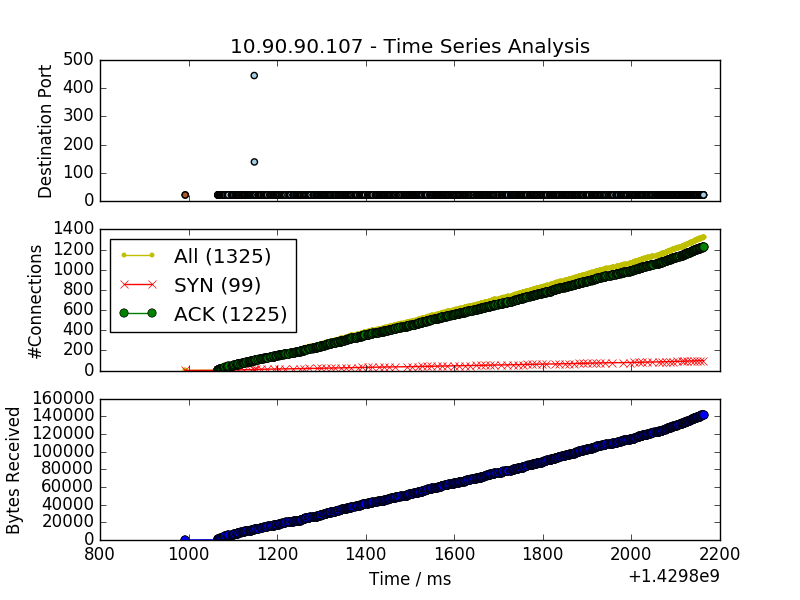 10.90.90.107 - Time Series Analysis
500
400
300
200
100
0
Destination Port
1400
1200
1000
800
600
400
200
0
#Connections
All (1325)
SYN (99)
ACK (1225)
160000
140000
120000
100000
80000
60000
40000
20000
0
Bytes Received
800 1000 1200 1400 1600 1800 2000 2200
Time / ms
+1.4298e9